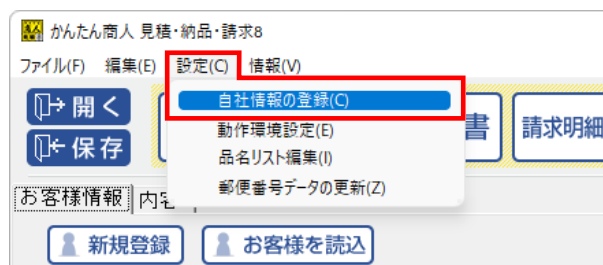 かんたん商人 見積・納品・請求8
ファイル(F) 編集(E) 設定(C) 情報(V)
開く
自社情報の登録(C)
動作環境設定(E)
書
請求明細
保存
品名リスト編集(I)
郵便番号データの更新(Z)
お客様情報 内容
新規登録 お客様を読込